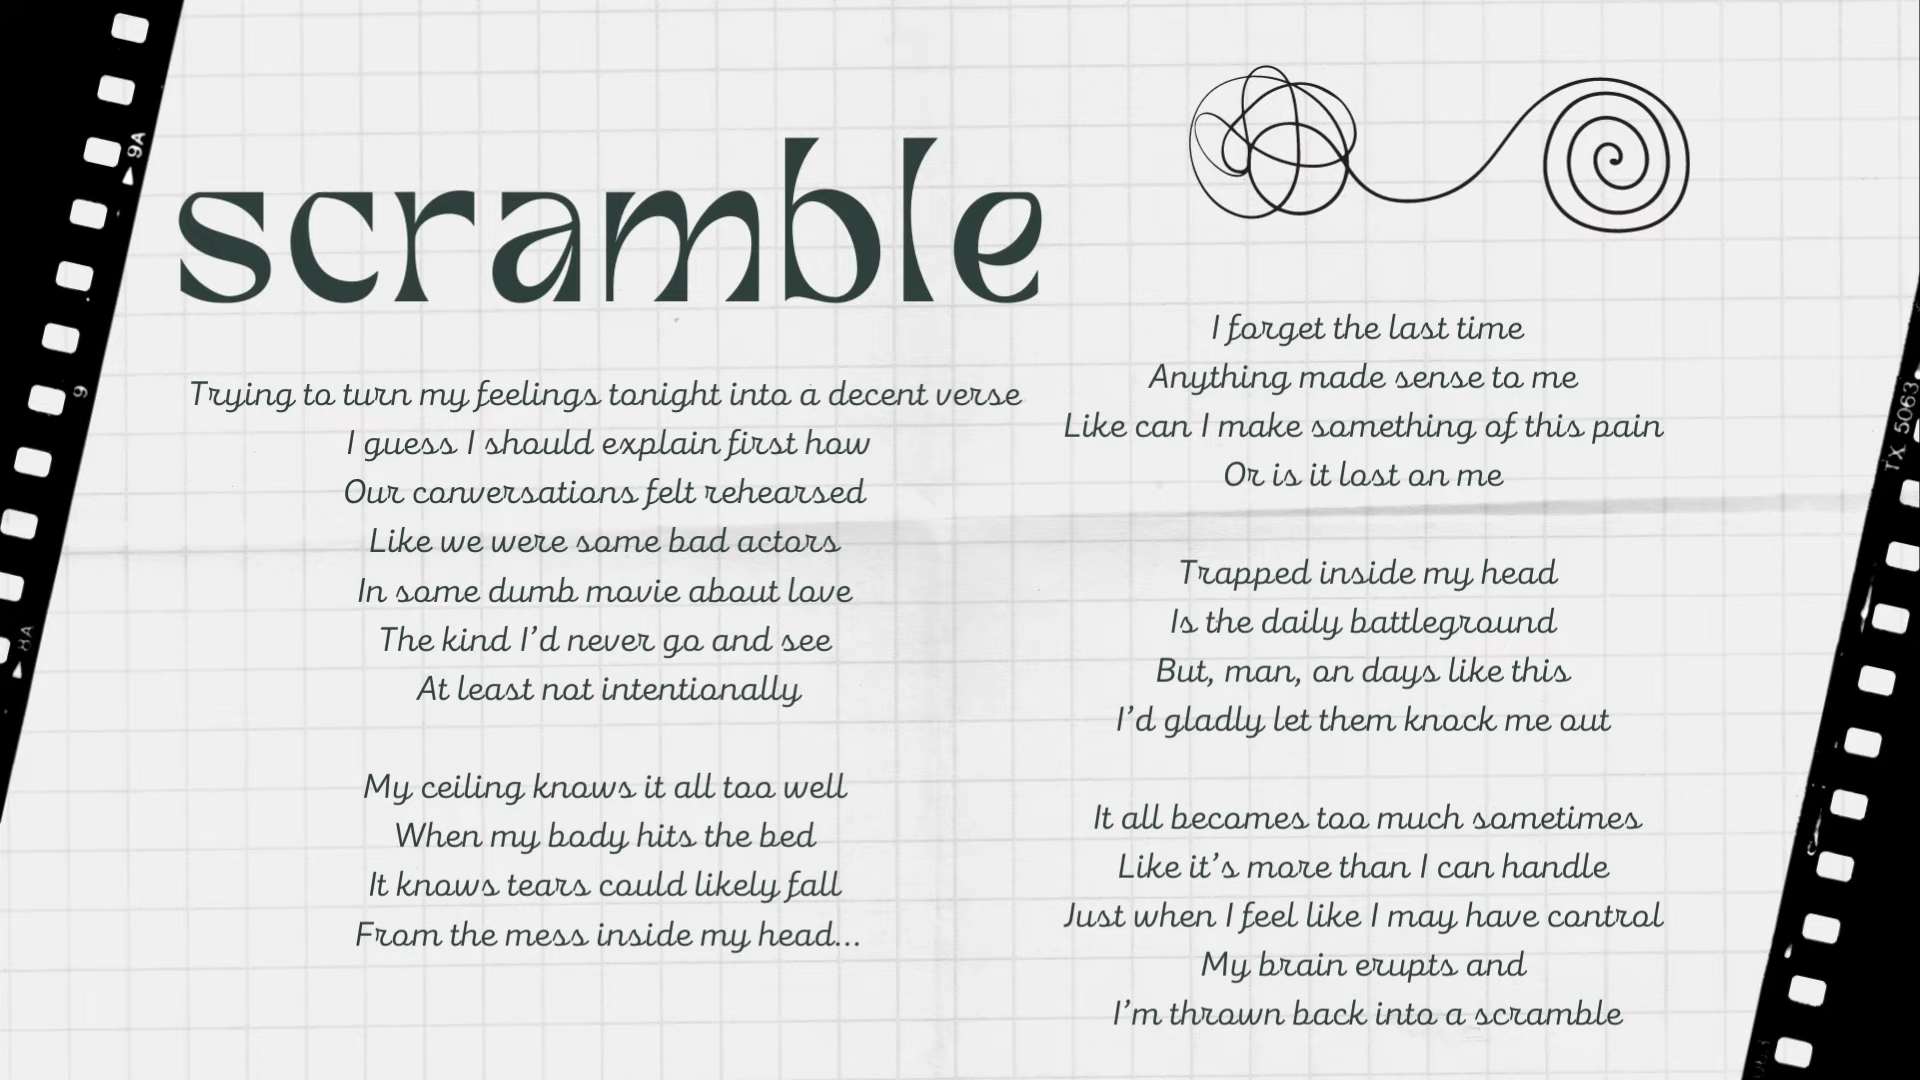 scramble
Trying to turn my feelings tonight into a decent verse
I guess I should explain first how
Our conversations felt rehearsed
Like we were some bad actors
In some dumb movie about love
The kind I’d never go and see
At least not intentionally
My ceiling knows it all too well
When my body hits the bed
It knows tears could likely fall
From the mess inside my head...
I forget the last time
Anything made sense to me
Like can I make something of this pain
Or is it lost on me
Trapped inside my head
Is the daily battleground
But, man, on days like this
I’d gladly let them knock me out
It all becomes too much sometimes
Like it’s more than I can handle
Just when I feel like I may have control
My brain erupts and
I’m thrown back into a scramble
9A
9
8A
TX 5063